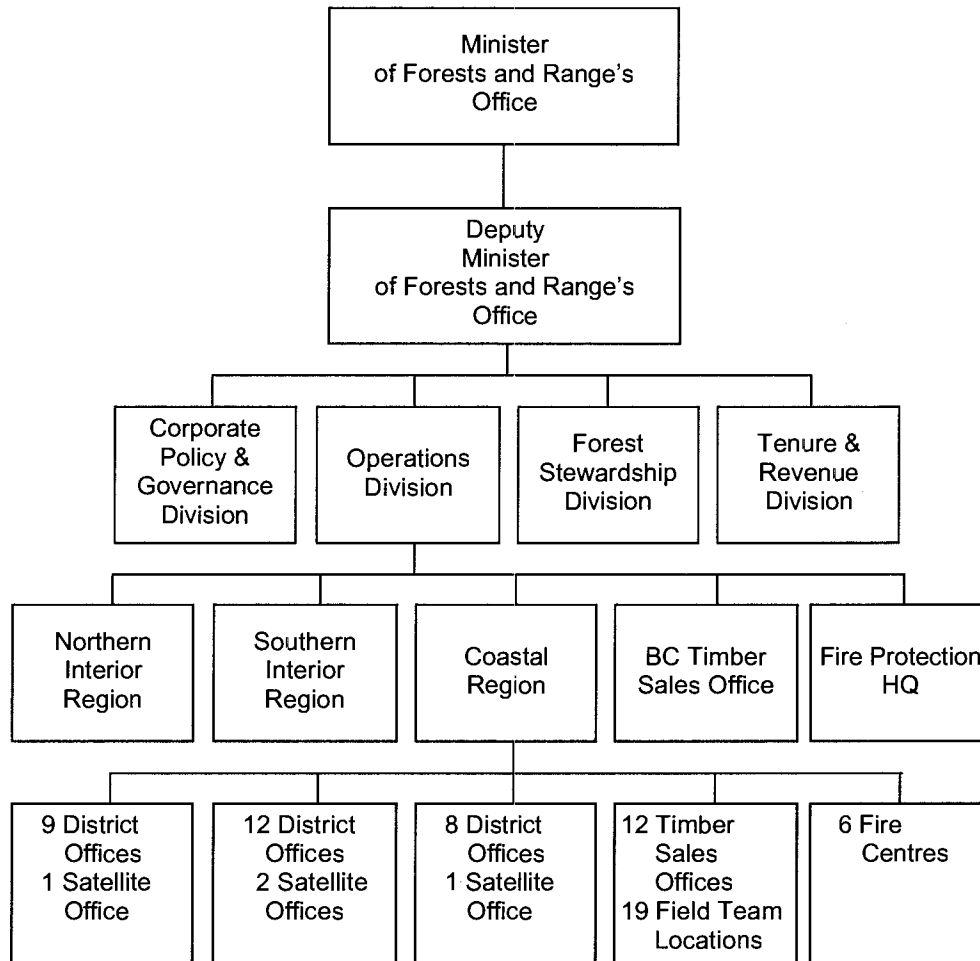 Minister
of Forests and Range's
Office
Deputy
Minister
of Forests and Range's
Office
Corporate
Policy &
Governance
Division
Operations
Division
Forest
Stewardship
Division
Tenure &
Revenue
Division
Northern
Interior
Region
Southern
Interior
Region
Coastal
Region
BC Timber
Sales Office
Fire Protection
HQ
9 District
Offices
1 Satellite
Office
12 District
Offices
2 Satellite
Offices
8 District
Offices
1 Satellite
Office
12 Timber
Sales
Offices
19 Field Team
Locations
6 Fire
Centres